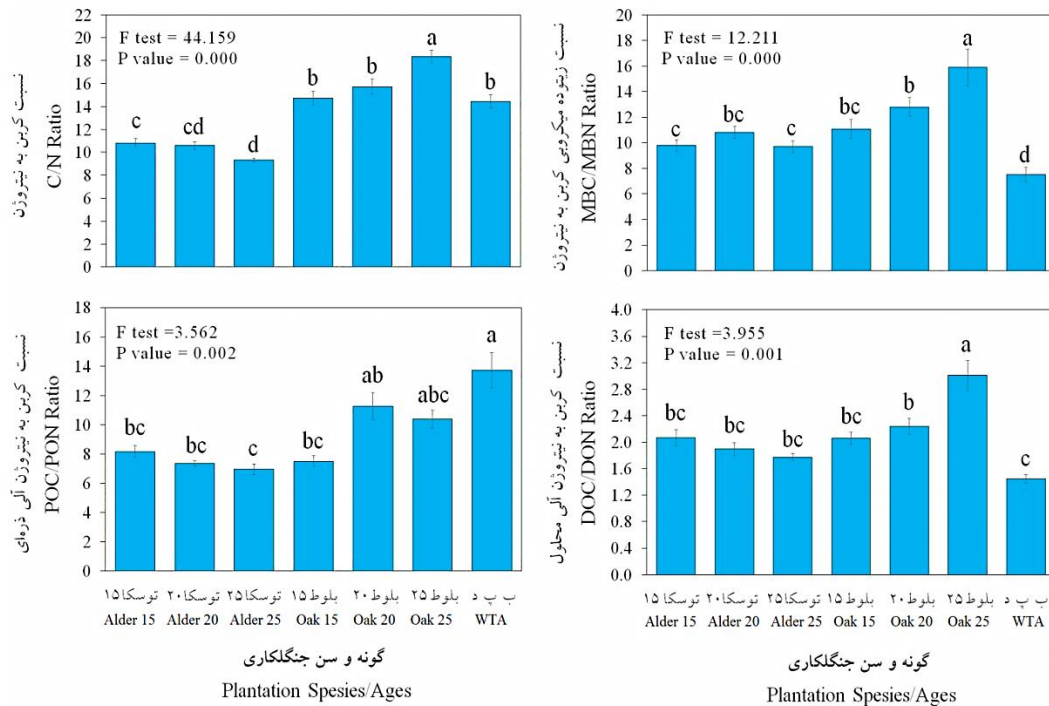 نسبت کربن به نیتروژن
C/N Ratio
22
20
18
16
14
12
10
8
6
4
2
0
F test = 44.159
P value = 0.000
c
cd
d
b
b
a
b
نسبت زیتوده میکروبی کربن به نیتروژن
MBC/MBN Ratio
20
18
16
14
12
10
8
6
4
2
0
F test = 12.211
P value = 0.000
c
bc
c
bc
b
a
d
نسبت کربن به نیتروژن آلی ذره‌ای
POC/PON Ratio
18
16
14
12
10
8
6
4
2
0
F test =3.562
P value = 0.002
bc
bc
c
bc
ab
abc
a
توسکا ۱۵ توسکا ۲۰ توسکا ۲۵ بلوط ۱۵ بلوط ۲۰ بلوط ۲۵ ب پ د
Alder 15 Alder 20 Alder 25 Oak 15 Oak 20 Oak 25 WTA
گونه و سن جنگلکاری
Plantation Spesies/Ages
نسبت کربن به نیتروژن آلی محلول
DOC/DON Ratio
4.0
3.6
3.2
2.8
2.4
2.0
1.6
1.2
0.8
0.4
0.0
F test =3.955
P value = 0.001
bc
bc
bc
bc
b
a
c
توسکا ۱۵ توسکا ۲۰ توسکا ۲۵ بلوط ۱۵ بلوط ۲۰ بلوط ۲۵ ب پ د
Alder 15 Alder 20 Alder 25 Oak 15 Oak 20 Oak 25 WTA
گونه و سن جنگلکاری
Plantation Spesies/Ages